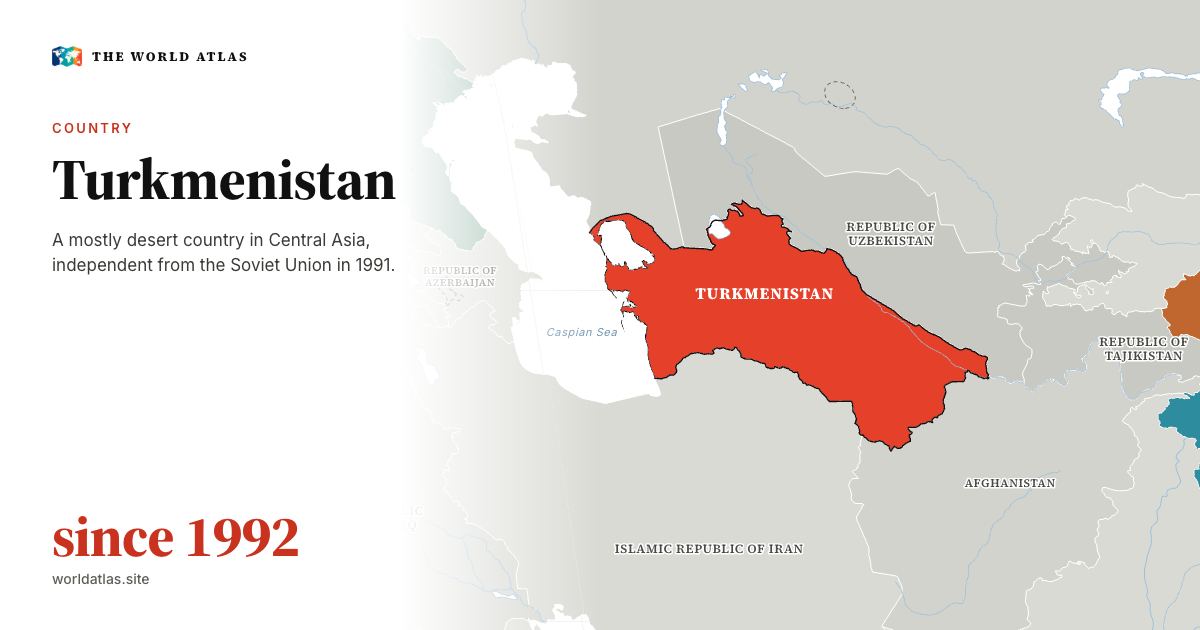 THE WORLD ATLAS
COUNTRY
Turkmenistan
A mostly desert country in Central Asia,
independent from the Soviet Union in 1991.
since 1992
worldatlas.site
REPUBLIC OF
AZERBAIJAN
Caspian Sea
TURKMENISTAN
REPUBLIC OF
UZBEKISTAN
REPUBLIC OF
TAJIKISTAN
AFGHANISTAN
ISLAMIC REPUBLIC OF IRAN